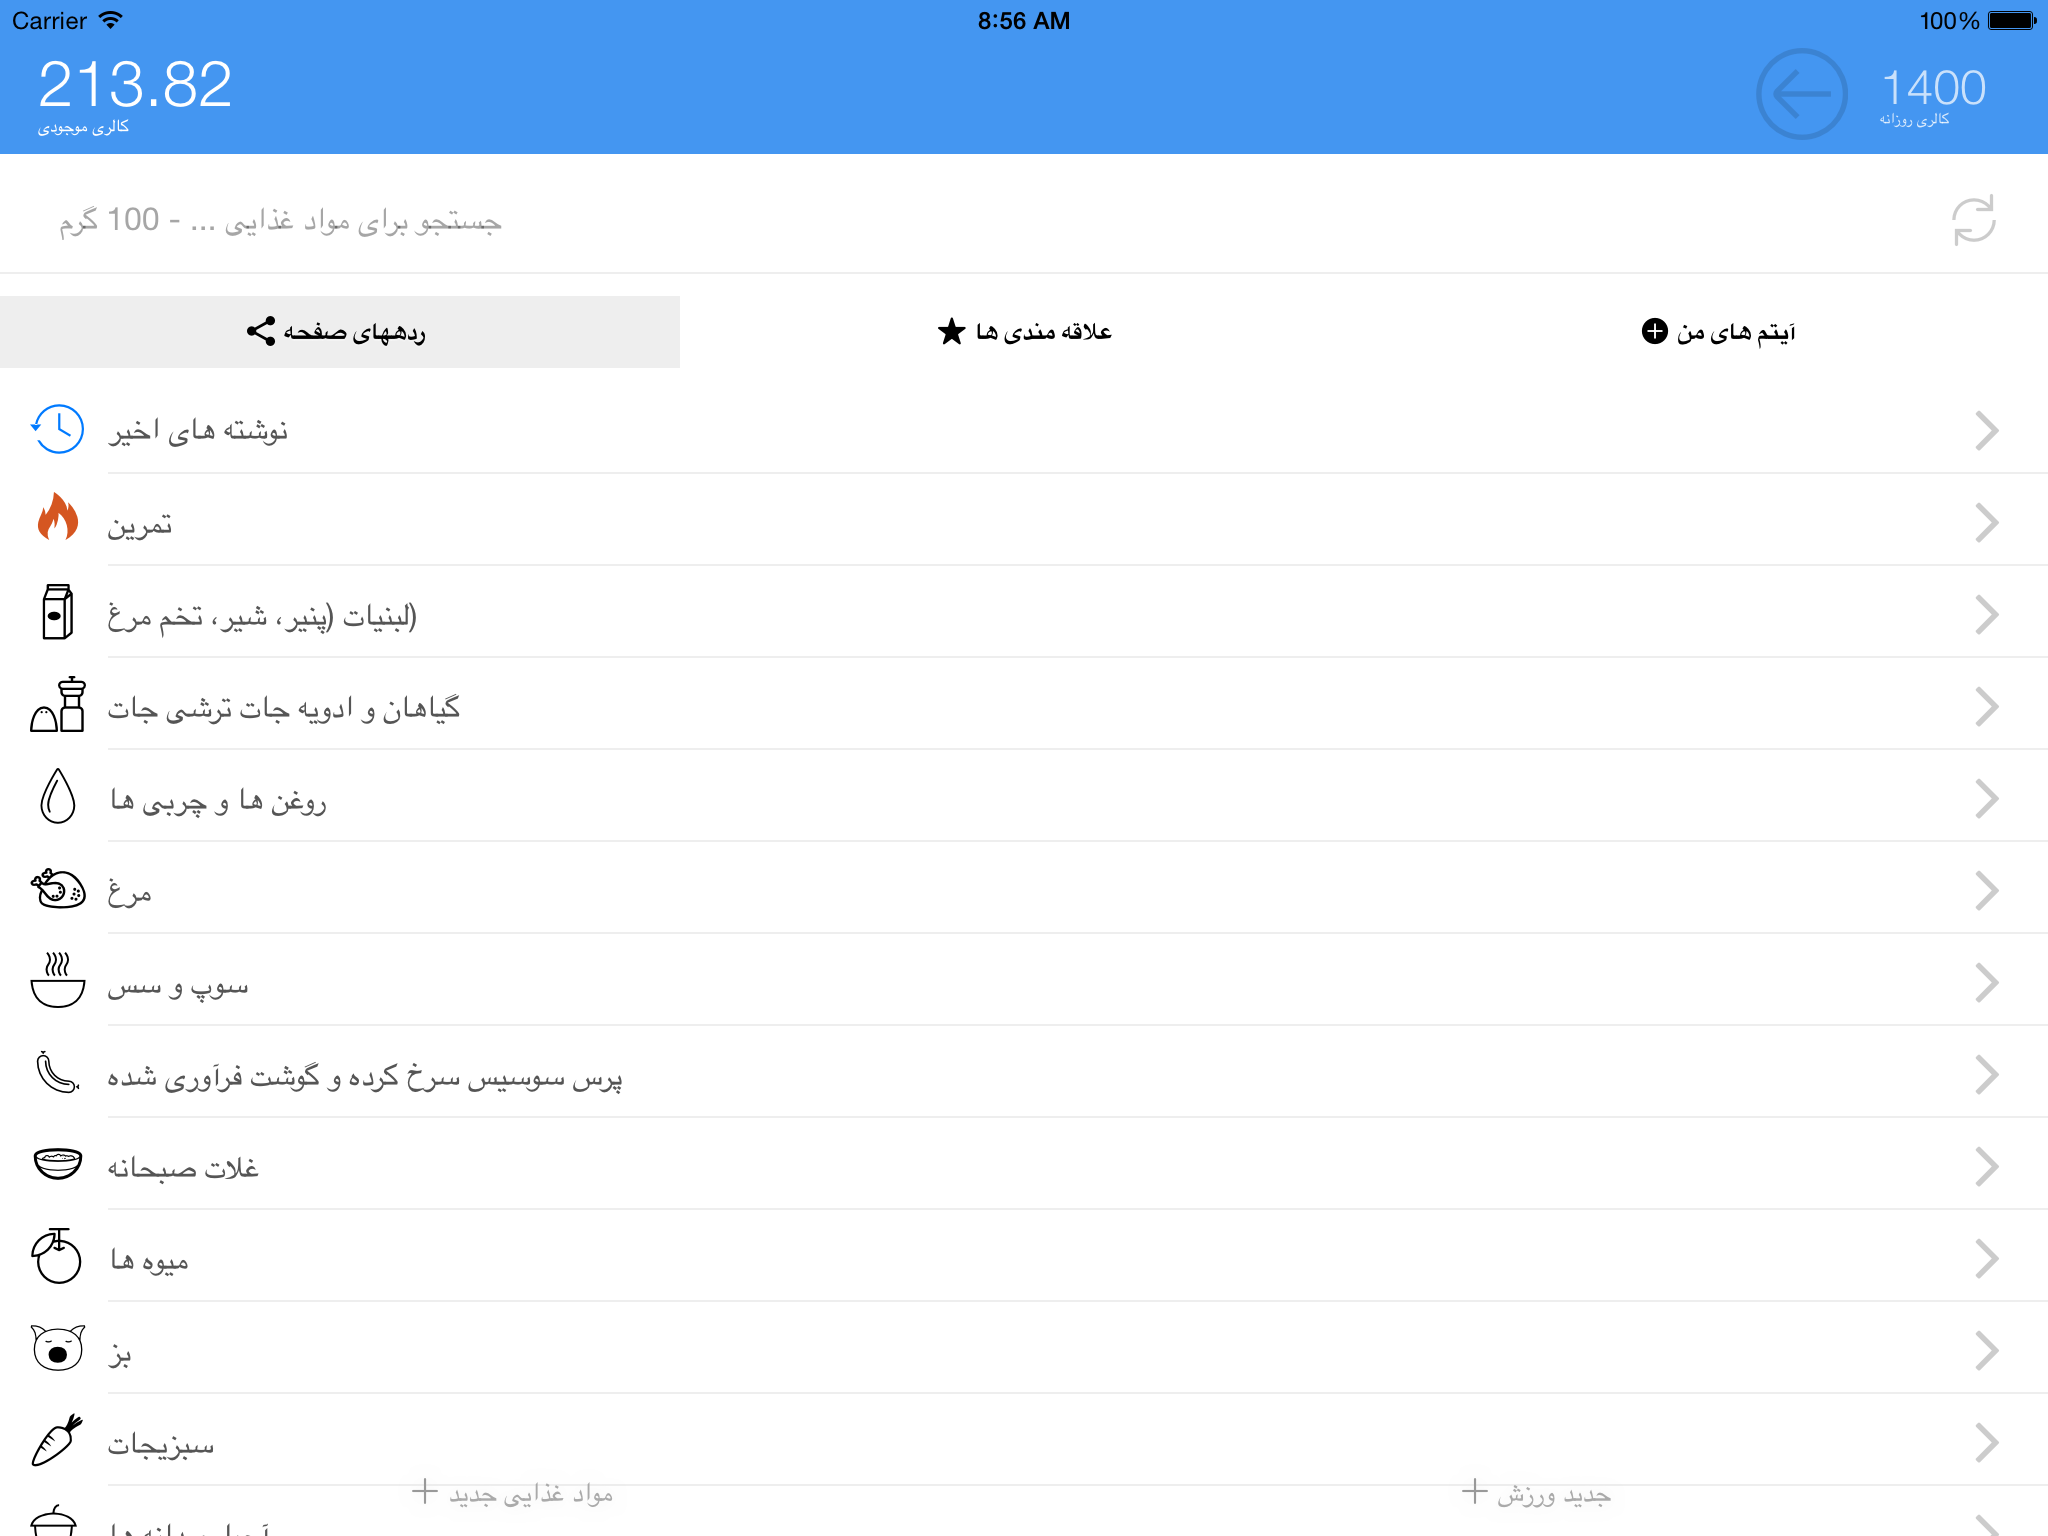 Carrier 8:56 AM 100%
213.82
کالری موجودی
1400
کالری روزانه
جستجو برای مواد غذایی ... - 100 گرم
ردههای صفحه
علاقه مندی ها
آیتم های من
نوشته های اخیر
تمرین
لبنیات (پنیر، شیر، تخم مرغ)
گیاهان و ادویه جات ترشی جات
روغن ها و چربی ها
مرغ
سوپ و سس
پرس سوسیس سرخ کرده و گوشت فرآوری شده
غلات صبحانه
میوه ها
بز
سبزیجات
مواد غذایی جدید
جدید ورزش